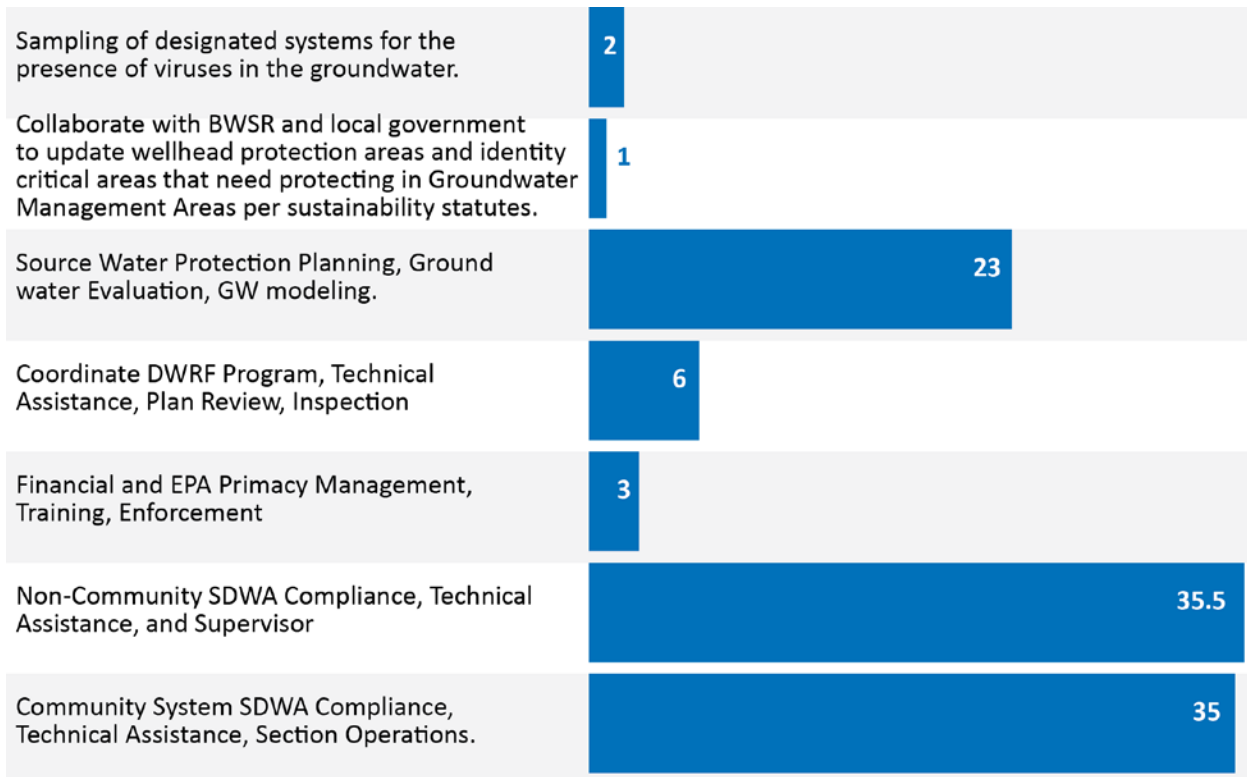 Sampling of designated systems for the
presence of viruses in the groundwater.
2
Collaborate with BWSR and local government
to update wellhead protection areas and identity
critical areas that need protecting in Groundwater
Management Areas per sustainability statutes.
1
Source Water Protection Planning, Ground
water Evaluation, GW modeling.
23
Coordinate DWRF Program, Technical
Assistance, Plan Review, Inspection
6
Financial and EPA Primacy Management,
Training, Enforcement
3
Non-Community SDWA Compliance, Technical
Assistance, and Supervisor
35.5
Community System SDWA Compliance,
Technical Assistance, Section Operations.
35